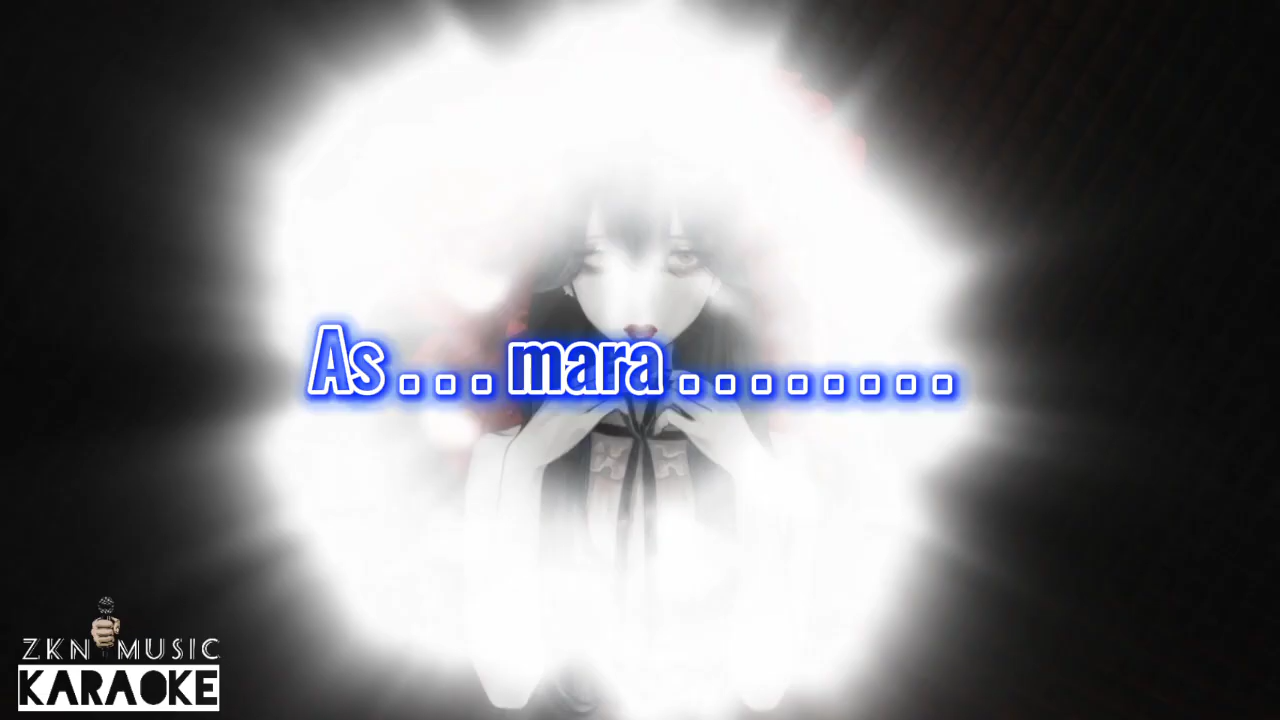 As . . . mara . . . . . . . .
ZKN MUSIC
KARAOKE